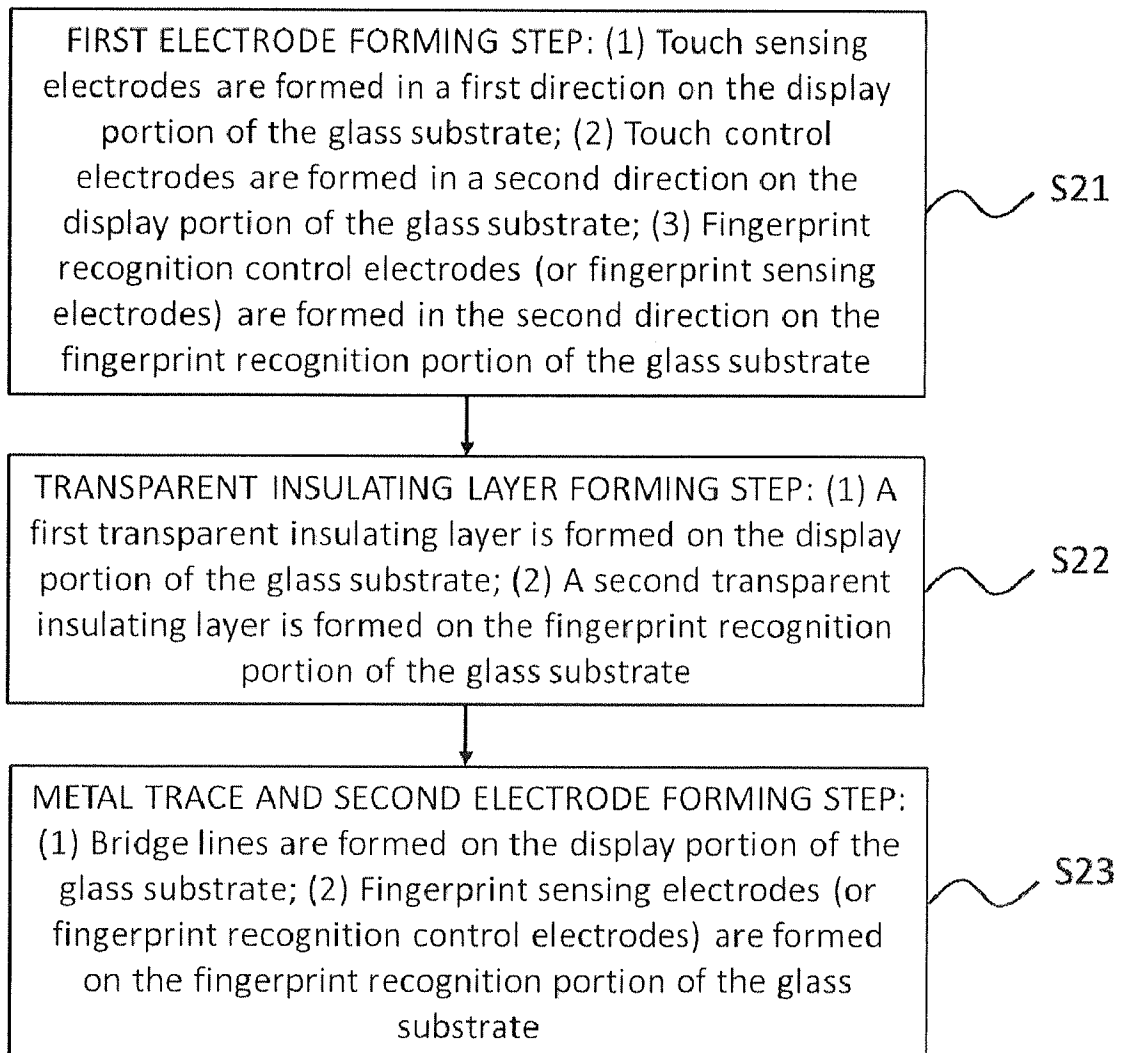 FIRST ELECTRODE FORMING STEP: (1) Touch sensing
electrodes are formed in a first direction on the display
portion of the glass substrate; (2) Touch control
electrodes are formed in a second direction on the
display portion of the glass substrate; (3) Fingerprint
recognition control electrodes (or fingerprint sensing
electrodes) are formed in the second direction on the
fingerprint recognition portion of the glass substrate
S21
TRANSPARENT INSULATING LAYER FORMING STEP: (1) A
first transparent insulating layer is formed on the display
portion of the glass substrate; (2) A second transparent
insulating layer is formed on the fingerprint recognition
portion of the glass substrate
S22
METAL TRACE AND SECOND ELECTRODE FORMING STEP:
(1) Bridge lines are formed on the display portion of the
glass substrate; (2) Fingerprint sensing electrodes (or
fingerprint recognition control electrodes) are formed
on the fingerprint recognition portion of the glass
substrate
S23